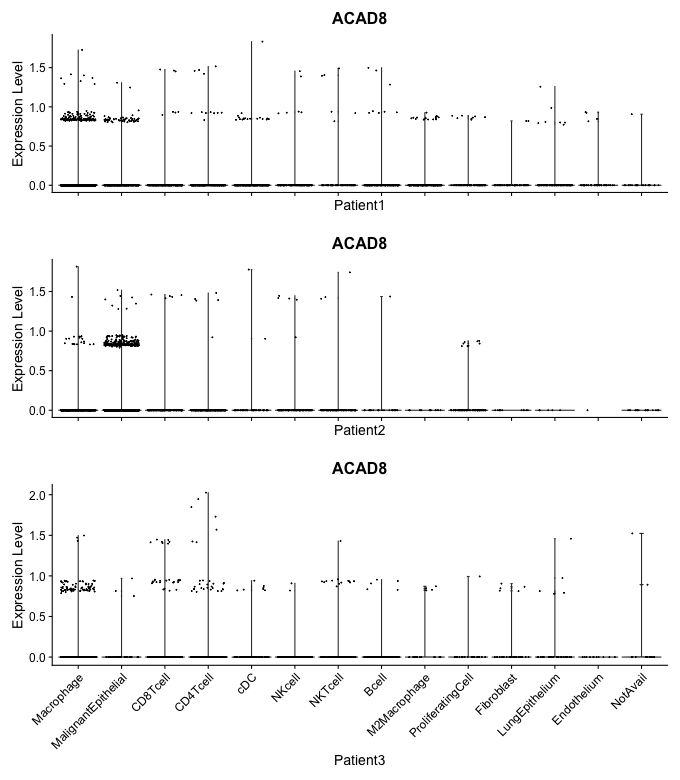 ACAD8
Expression Level
1.5
1.0
0.5
0.0
Patient1
ACAD8
Expression Level
1.5
1.0
0.5
0.0
Patient2
ACAD8
Expression Level
2.0
1.5
1.0
0.5
0.0
Macrophage
MalignantEpithelial
CD8Tcell
CD4Tcell
cDC
NKcell
NKTcell
Bcell
M2Macrophage
ProliferatingCell
Fibroblast
LungEpithelium
Endothelium
NotAvail
Patient3